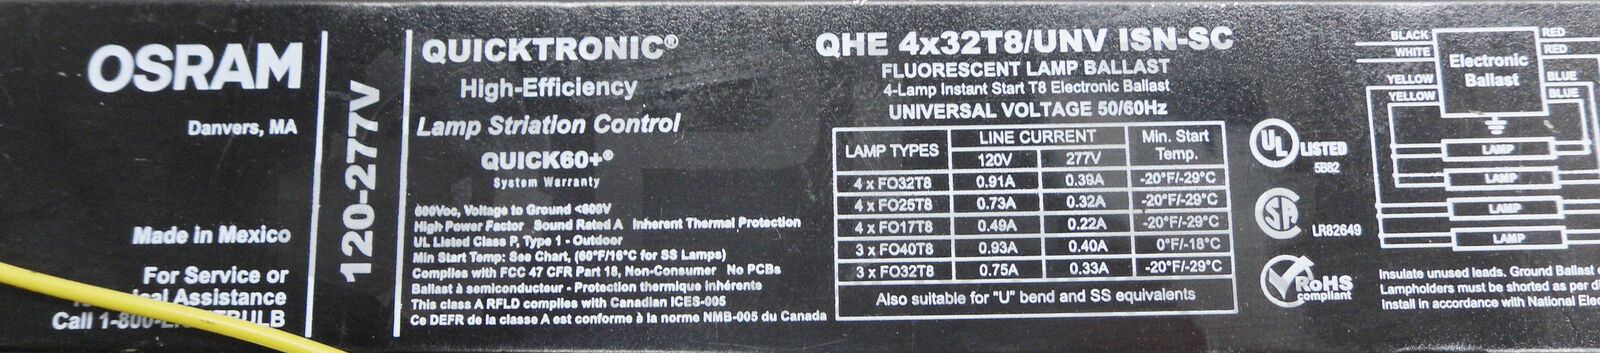 OSRAM
Danvers, MA
Made in Mexico
For Service or
Assistance
Call 1-800-
120-277V
QUICKTRONIC®
High-Efficiency
Lamp Striation Control
QUICK60+®
System Warranty
600Voc, Voltage to Ground <600V
High Power Factor Sound Rated A Inherent Thermal Protection
UL Listed Class P, Type 1 - Outdoor
Min Start Temp: See Chart, (60°F/16°C for SS Lamps)
Complies with FCC 47 CFR Part 18, Non-Consumer No PCBs
Ballast à semiconducteur - Protection thermique inhérente
This class A RFLD complies with Canadian ICES-005
Ce DEFR de la classe A est conforme à la norme NMB-005 du Canada
QHE 4x32T8/UNV ISN-SC
FLUORESCENT LAMP BALLAST
4-Lamp Instant Start T8 Electronic Ballast
UNIVERSAL VOLTAGE 50/60Hz
LAMP TYPES LINE CURRENT Min. Start Temp.
120V 277V
4 x FO32T8 0.91A 0.39A -20°F/-29°C
4 x FO25T8 0.73A 0.32A -20°F/-29°C
4 x FO17T8 0.49A 0.22A -20°F/-29°C
3 x FO40T8 0.93A 0.40A 0°F/-18°C
3 x FO32T8 0.75A 0.33A -20°F/-29°C
Also suitable for "U" bend and SS equivalents
UL LISTED
5B82
SA
LR82649
RoHS
compliant
BLACK
WHITE
YELLOW
YELLOW
Electronic
Ballast
RED
RED
BLUE
BLUE
LAMP
LAMP
LAMP
LAMP
Insulate unused leads. Ground Ballast
Lampholders must be shorted as per
Install in accordance with National